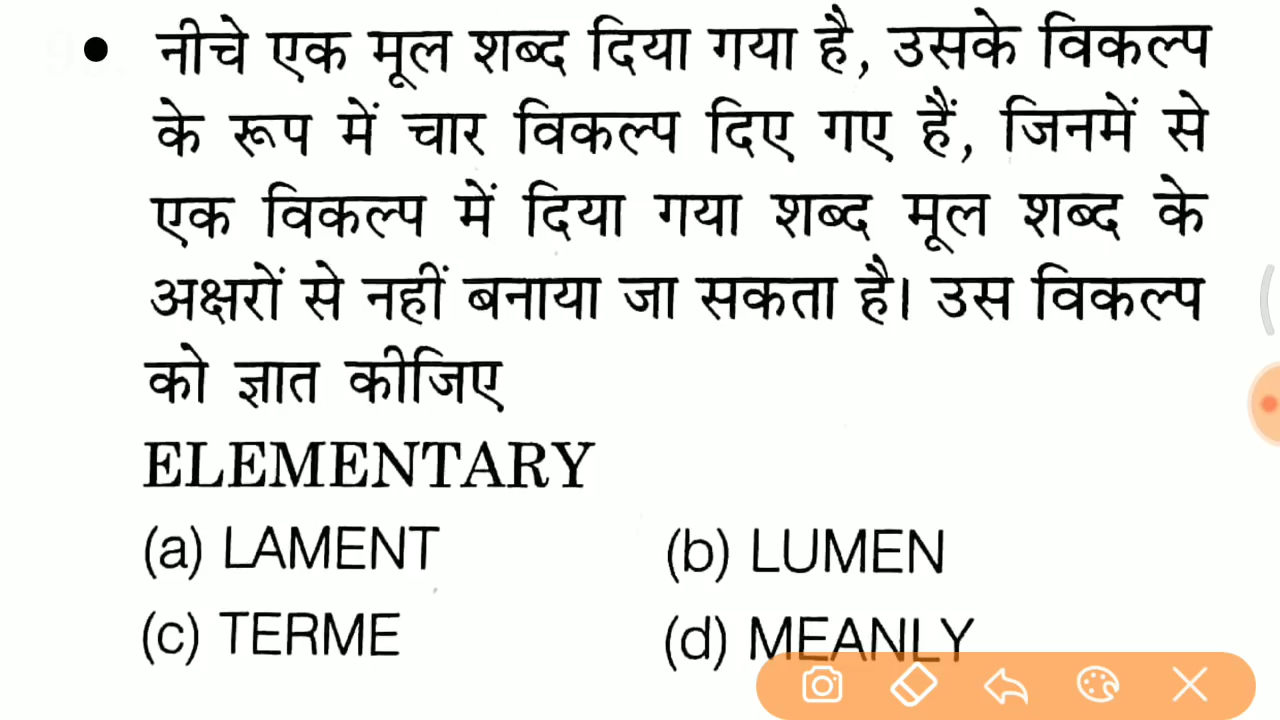 • नीचे एक मूल शब्द दिया गया है, उसके विकल्प
के रूप में चार विकल्प दिए गए हैं, जिनमें से
एक विकल्प में दिया गया शब्द मूल शब्द के
अक्षरों से नहीं बनाया जा सकता है। उस विकल्प
को ज्ञात कीजिए
ELEMENTARY
(a) LAMENT (b) LUMEN
(c) TERME (d) MEANLY